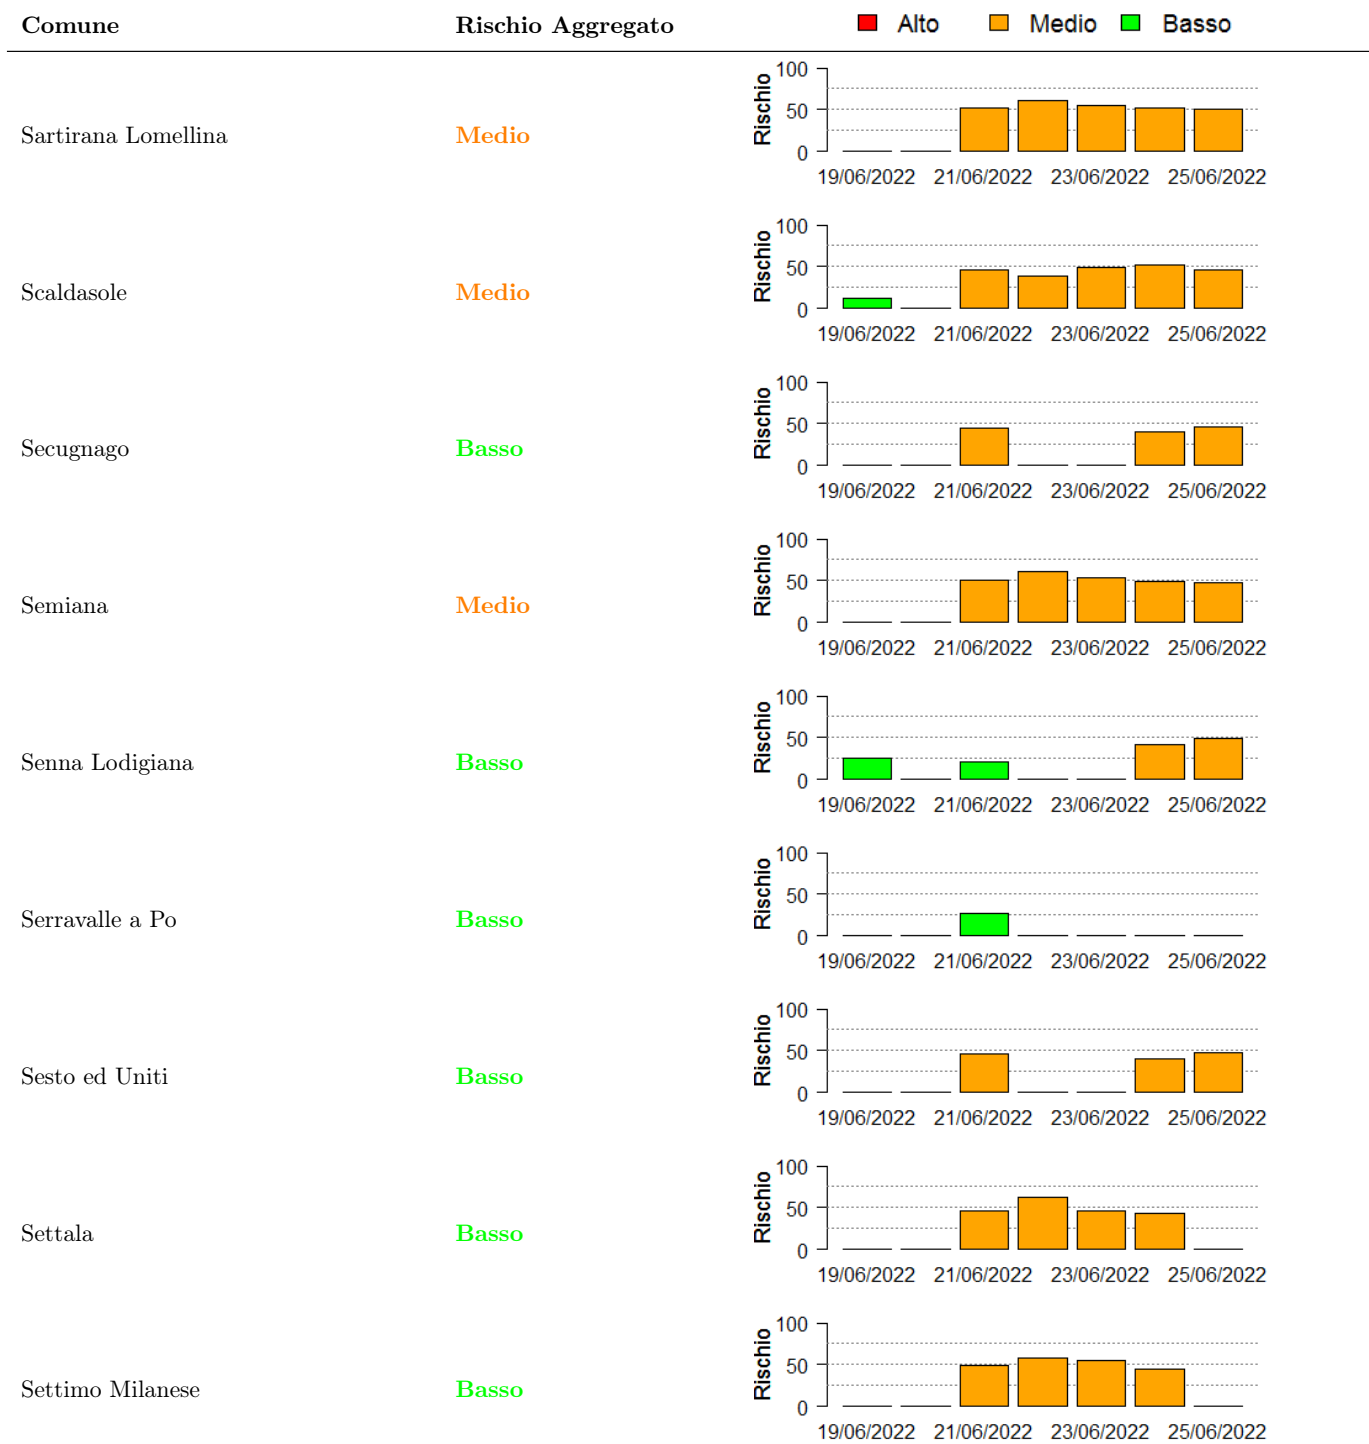 Comune Rischio Aggregato Alto Medio Basso
Sartirana Lomellina Medio Rischio 100 50 0
19/06/2022 21/06/2022 23/06/2022 25/06/2022
Scaldasole Medio Rischio 100 50 0
19/06/2022 21/06/2022 23/06/2022 25/06/2022
Secugnago Basso Rischio 100 50 0
19/06/2022 21/06/2022 23/06/2022 25/06/2022
Semiana Medio Rischio 100 50 0
19/06/2022 21/06/2022 23/06/2022 25/06/2022
Senna Lodigiana Basso Rischio 100 50 0
19/06/2022 21/06/2022 23/06/2022 25/06/2022
Serravalle a Po Basso Rischio 100 50 0
19/06/2022 21/06/2022 23/06/2022 25/06/2022
Sesto ed Uniti Basso Rischio 100 50 0
19/06/2022 21/06/2022 23/06/2022 25/06/2022
Settala Basso Rischio 100 50 0
19/06/2022 21/06/2022 23/06/2022 25/06/2022
Settimo Milanese Basso Rischio 100 50 0
19/06/2022 21/06/2022 23/06/2022 25/06/2022